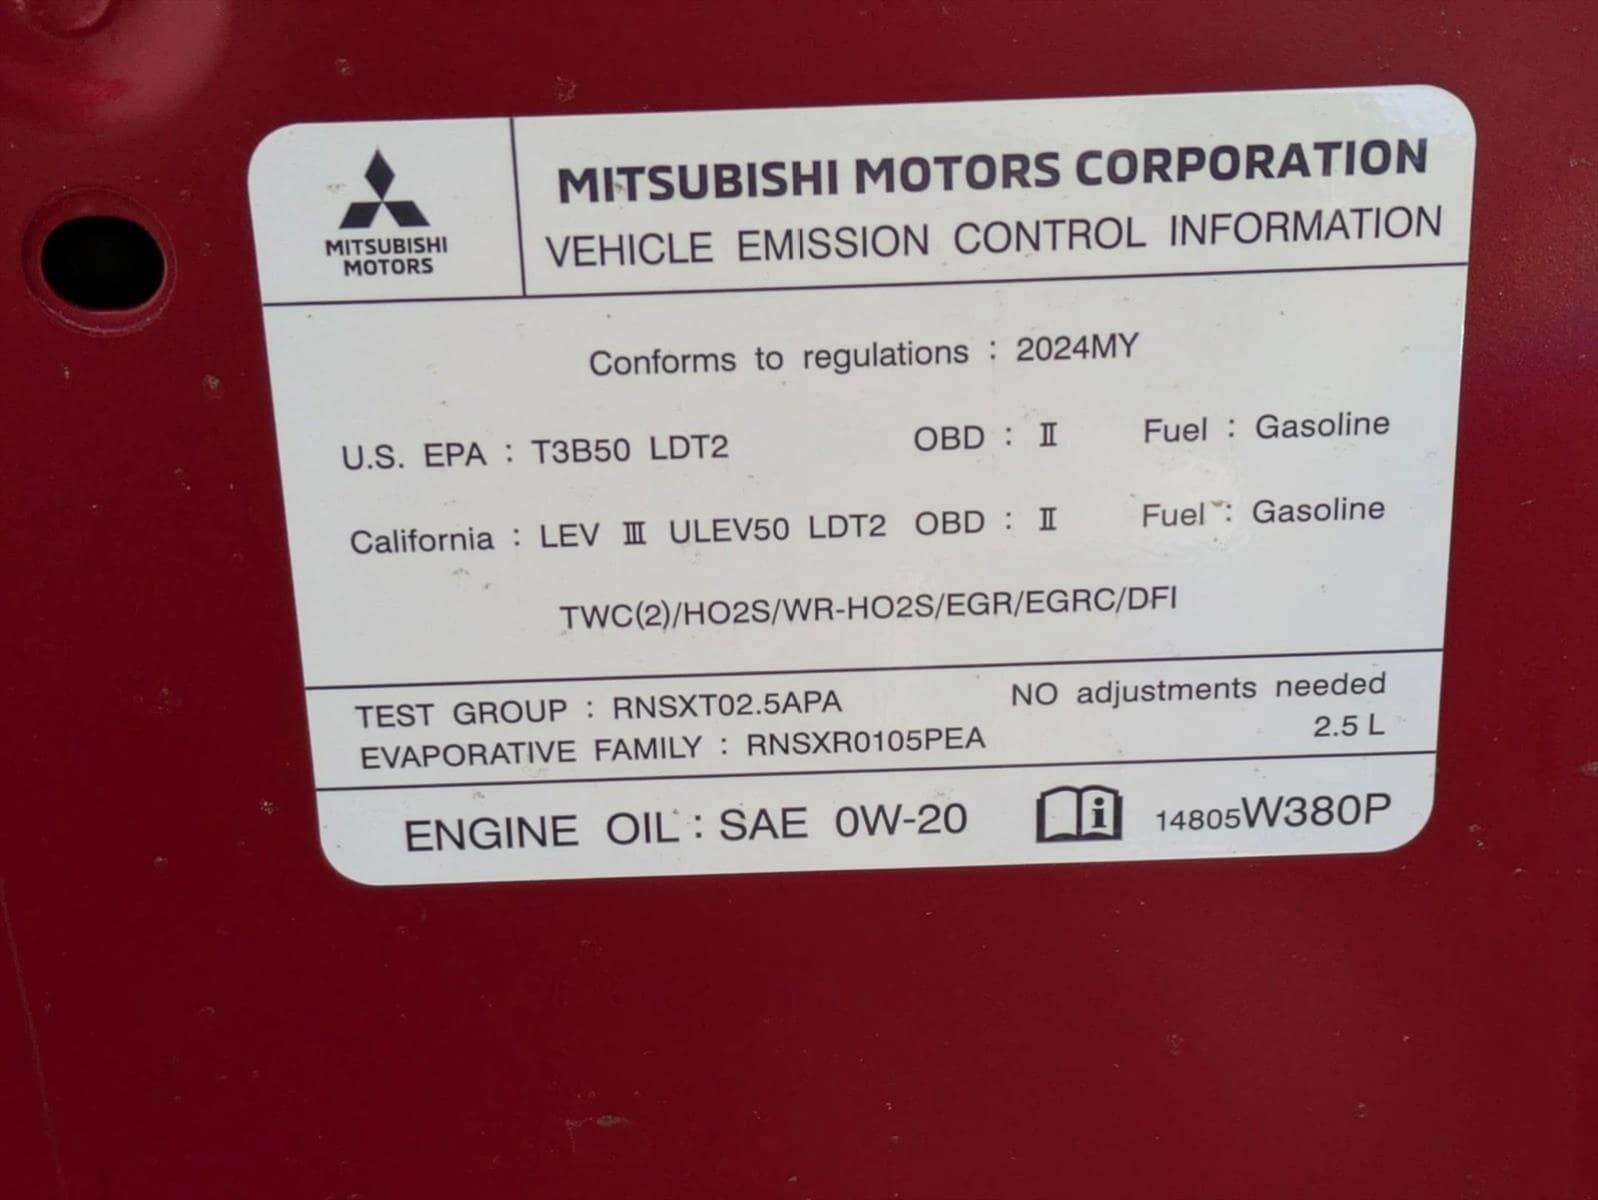 MITSUBISHI
MOTORS
MITSUBISHI MOTORS CORPORATION
VEHICLE EMISSION CONTROL INFORMATION
Conforms to regulations : 2024MY
U.S. EPA : T3B50 LDT2 OBD : Ⅱ Fuel : Gasoline
California : LEV Ⅲ ULEV50 LDT2 OBD : Ⅱ Fuel : Gasoline
TWC(2)/HO2S/WR-HO2S/EGR/EGRC/DFI
TEST GROUP : RNSXT02.5APA NO adjustments needed
EVAPORATIVE FAMILY : RNSXR0105PEA 2.5 L
ENGINE OIL : SAE 0W-20 i 14805W380P